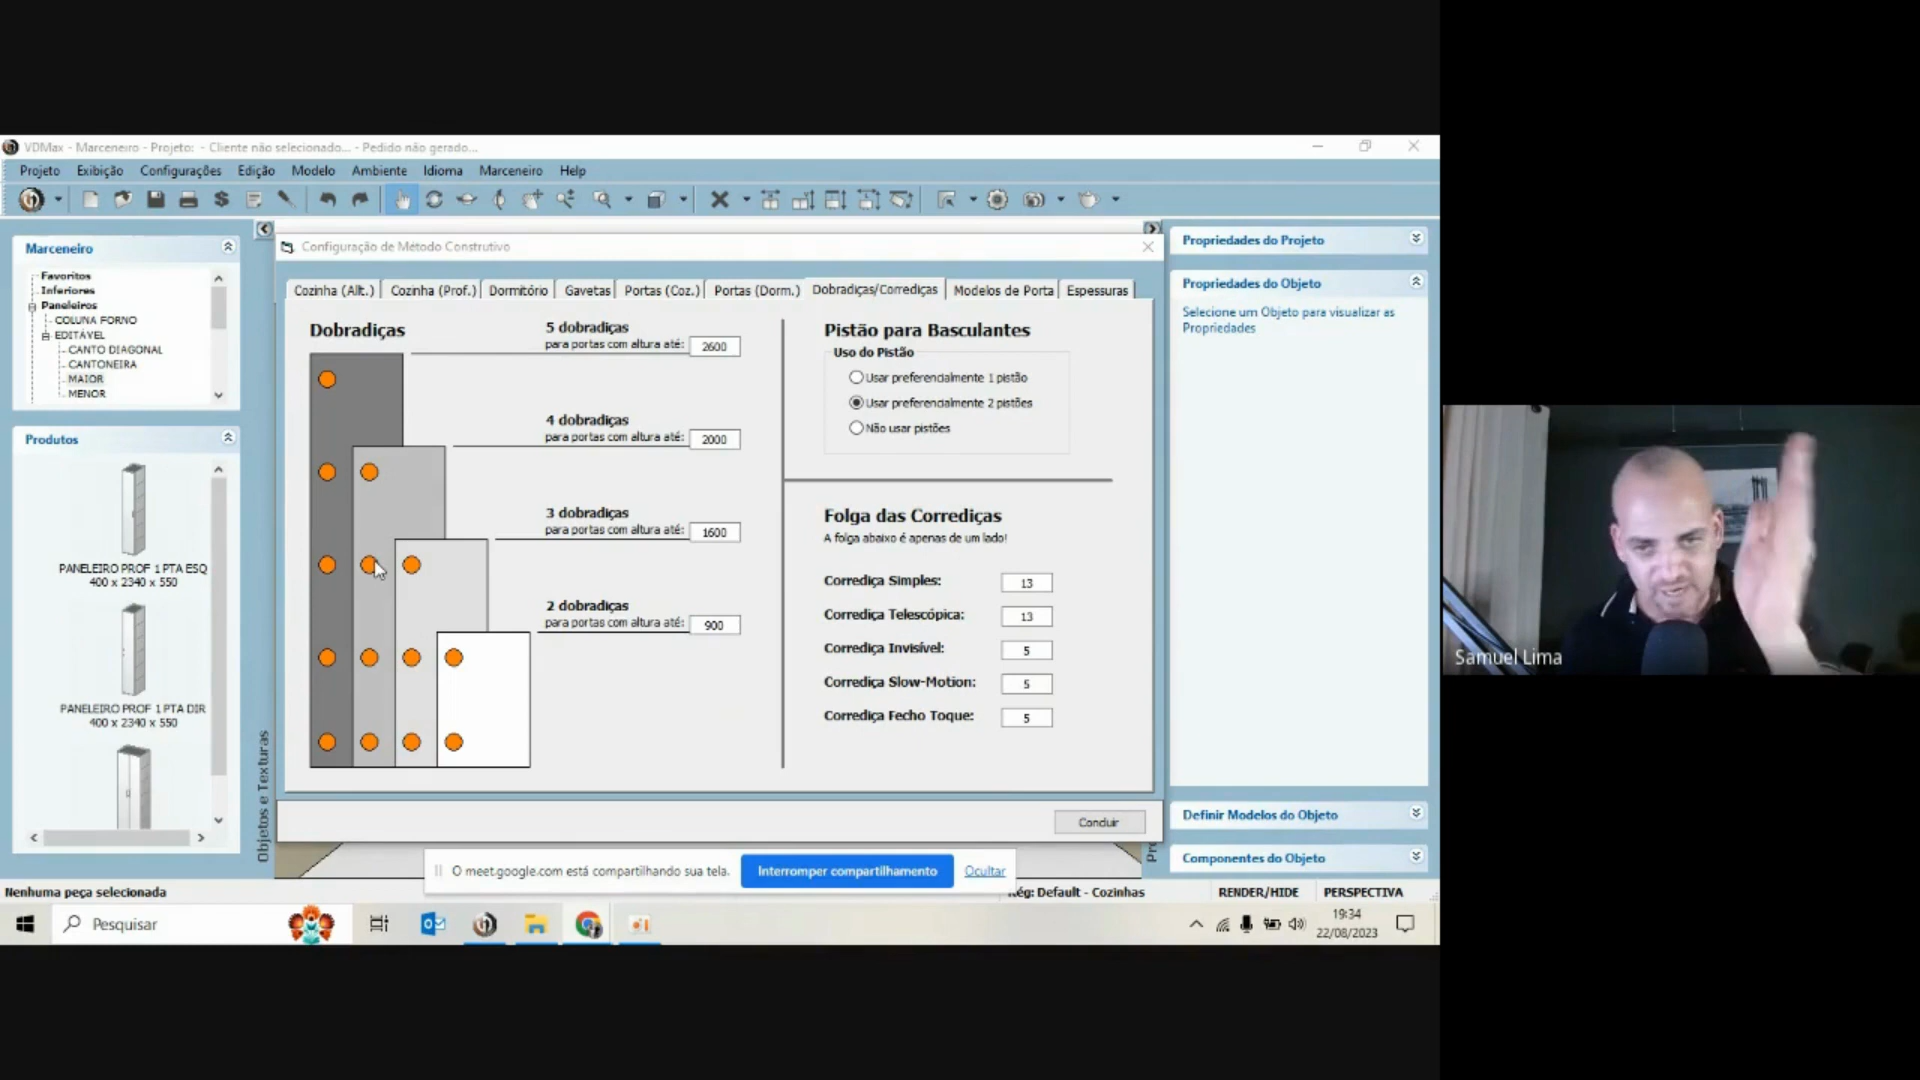 VDMax - Marceneiro - Projeto: - Cliente não selecionado... - Pedido não gerado...
Projeto Exibição Configurações Edição Modelo Ambiente Idioma Marceneiro Help
Marceneiro
Favoritos
Inferiores
Paneleiros
COLUNA FORNO
EDITÁVEL
CANTO DIAGONAL
CANTONEIRA
MAIOR
MENOR
Produtos
PANELEIRO PROF 1 PTA ESQ
400 x 2340 x 550
PANELEIRO PROF 1 PTA DIR
400 x 2340 x 550
Objetos e Texturas
Configuração de Método Construtivo
Cozinha (Alt.) Cozinha (Prof.) Dormitório Gavetas Portas (Coz.) Portas (Dorm.) Dobradiças/Corrediças Modelos de Porta Espessuras
Dobradiças
5 dobradiças
para portas com altura até: 2600
4 dobradiças
para portas com altura até: 2000
3 dobradiças
para portas com altura até: 1600
2 dobradiças
para portas com altura até: 900
Pistão para Basculantes
Uso do Pistão
Usar preferencialmente 1 pistão
Usar preferencialmente 2 pistões
Não usar pistões
Folga das Corrediças
A folga abaixo é apenas de um lado!
Corrediça Simples: 13
Corrediça Telescópica: 13
Corrediça Invisível: 5
Corrediça Slow-Motion: 5
Corrediça Fecho Toque: 5
Concluir
Propriedades do Projeto
Propriedades do Objeto
Selecione um Objeto para visualizar as
Propriedades
Definir Modelos do Objeto
Componentes do Objeto
O meet.google.com está compartilhando sua tela. Interromper compartilhamento Ocultar
Nenhuma peça selecionada
Default - Cozinhas RENDER/HIDE PERSPECTIVA
Pesquisar
19:34
22/08/2023
Samuel Lima